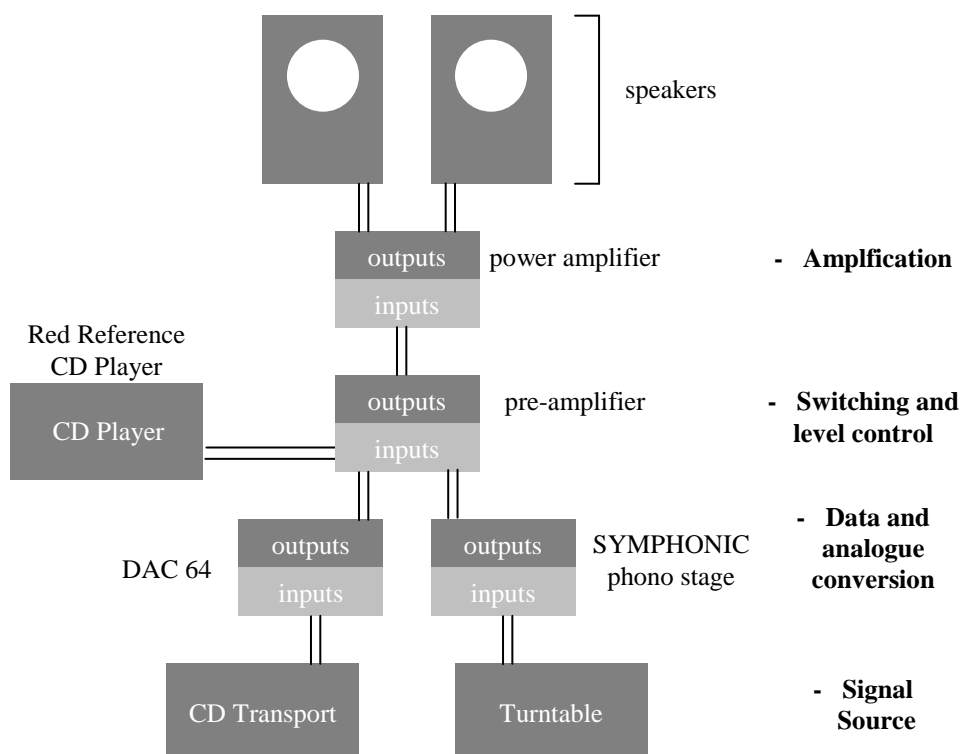 speakers
outputs
power amplifier
- Amplfication
inputs
Red Reference
CD Player
CD Player
outputs
pre-amplifier
- Switching and
level control
inputs
DAC 64
outputs
inputs
outputs
inputs
SYMPHONIC
phono stage
- Data and
analogue
conversion
CD Transport
Turntable
- Signal
Source